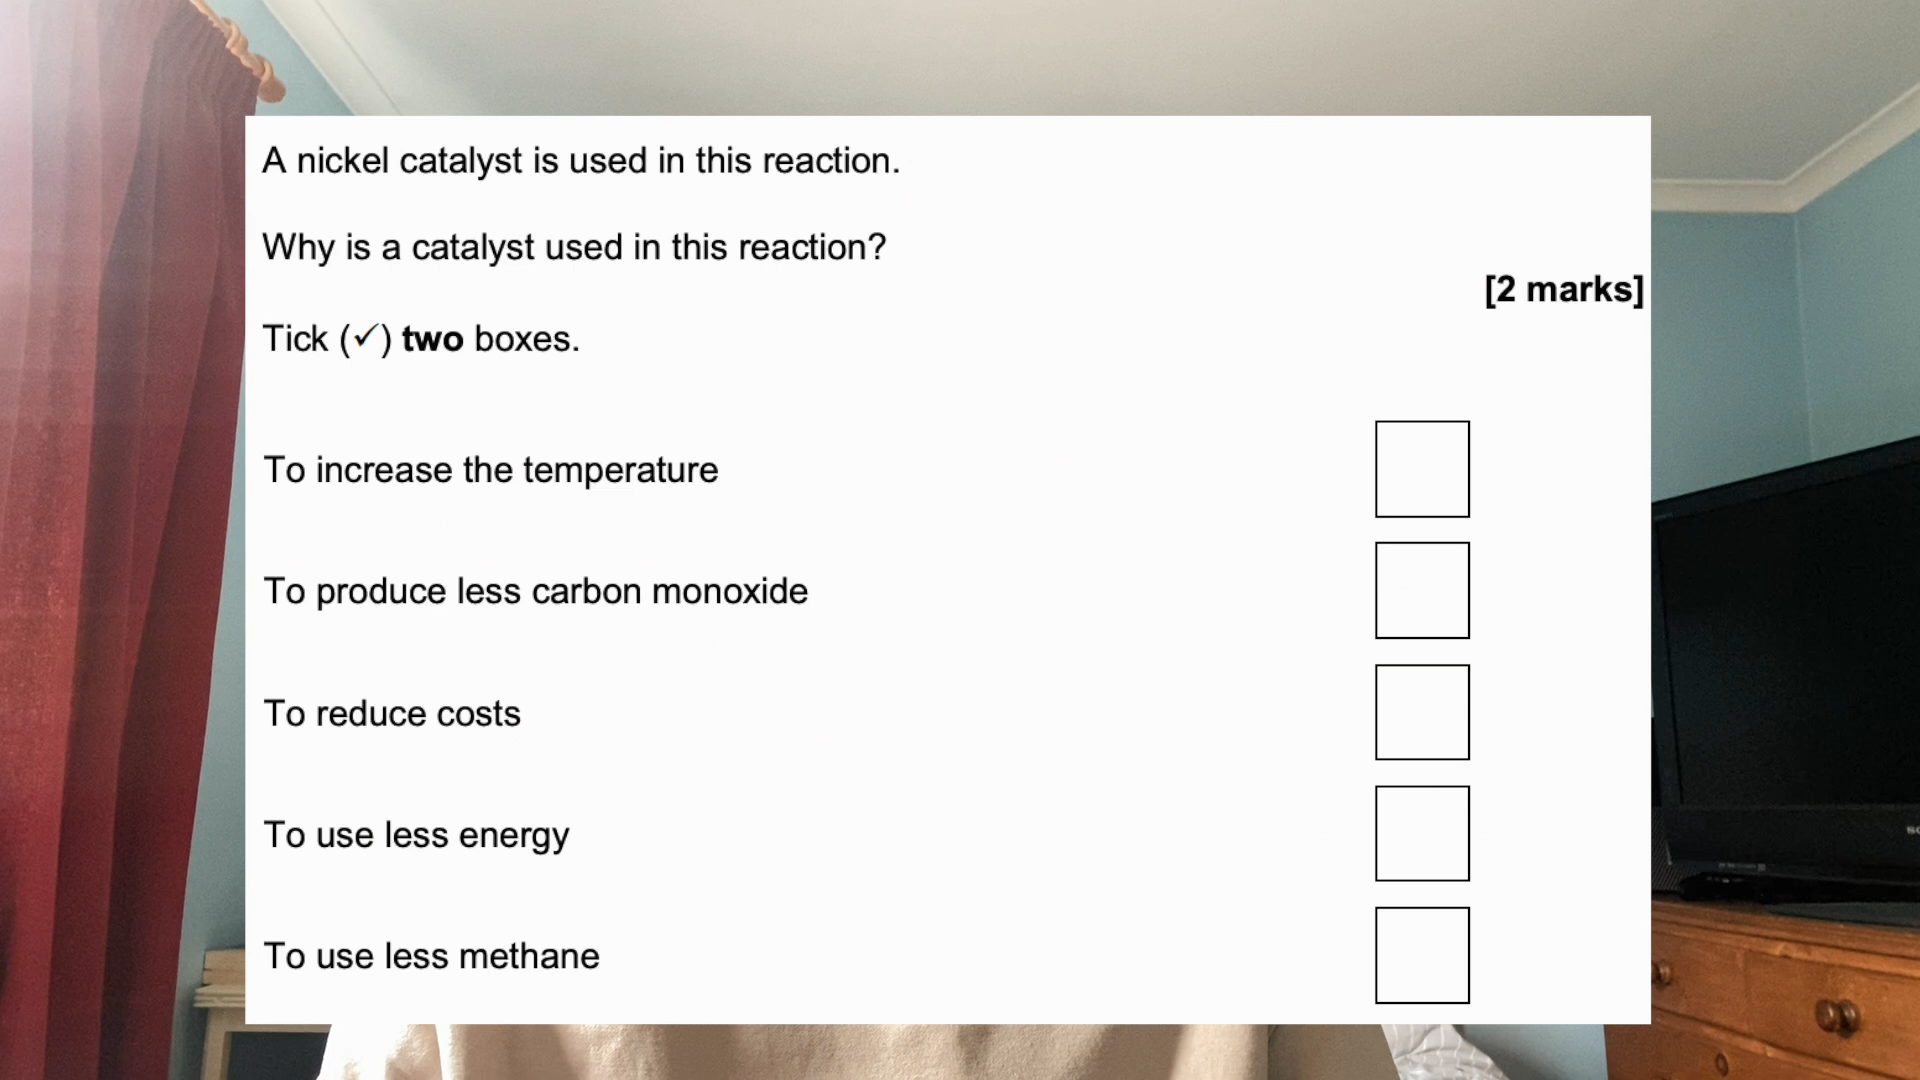 A nickel catalyst is used in this reaction.
Why is a catalyst used in this reaction?
[2 marks]
Tick (✓) two boxes.
To increase the temperature
To produce less carbon monoxide
To reduce costs
To use less energy
To use less methane